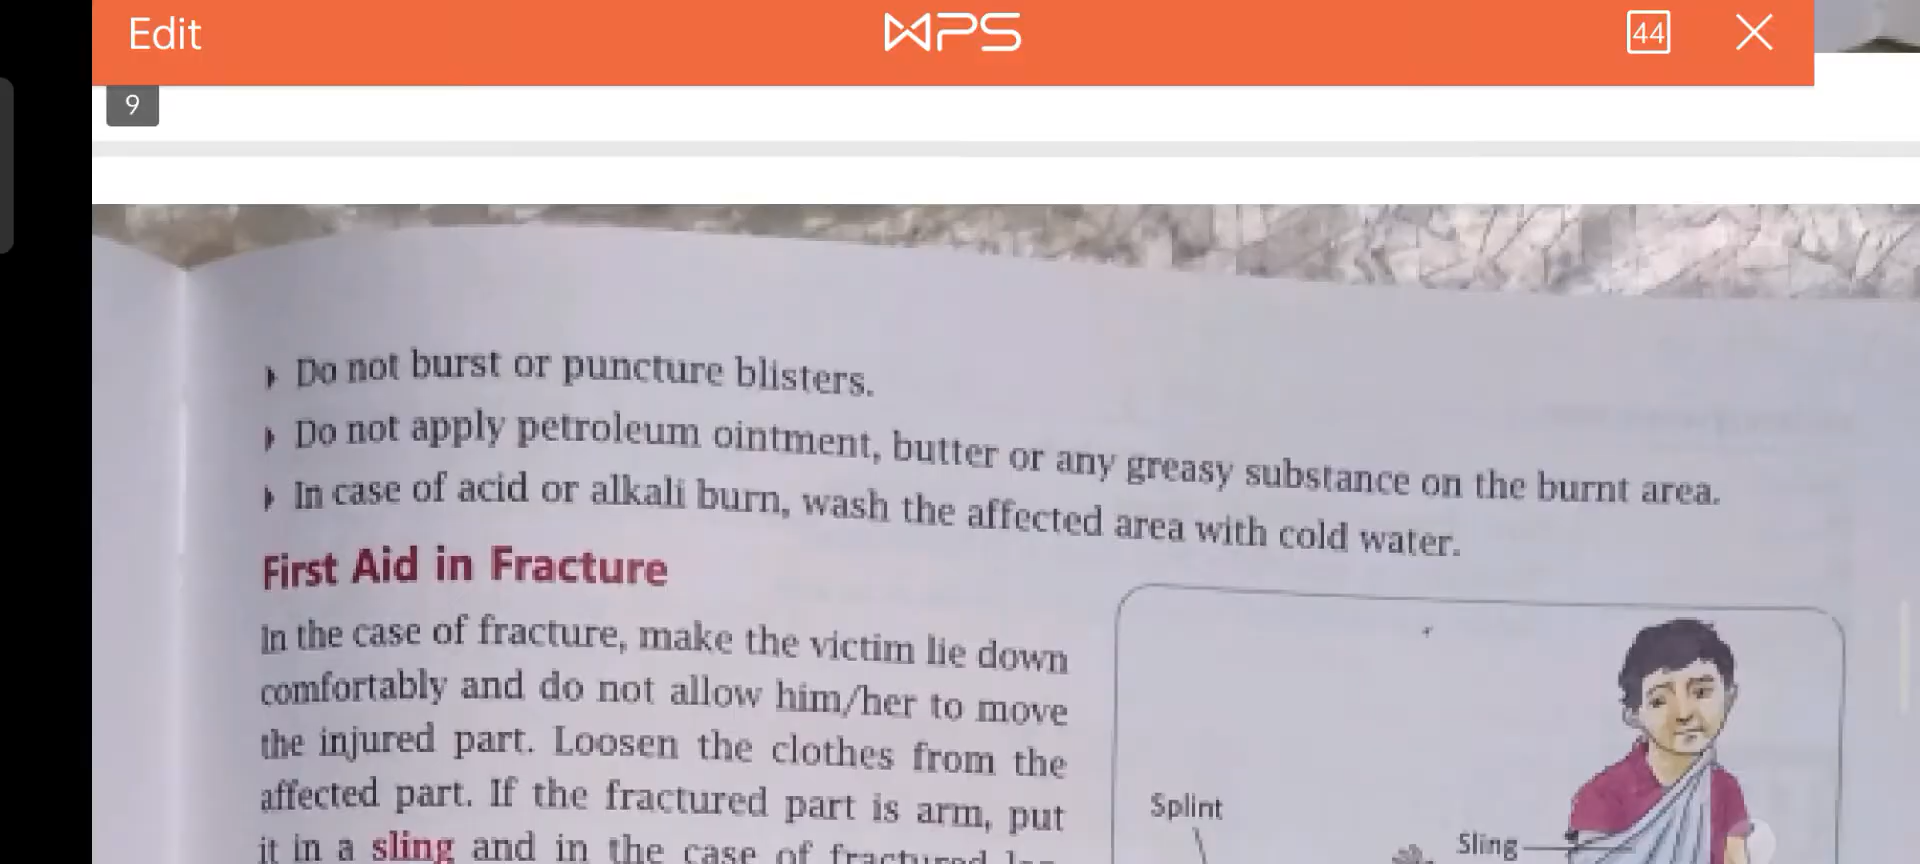 Edit
WPS
44
9
Do not burst or puncture blisters.
Do not apply petroleum ointment, butter or any greasy substance on the burnt area.
In case of acid or alkali burn, wash the affected area with cold water.
First Aid in Fracture
In the case of fracture, make the victim lie down
comfortably and do not allow him/her to move
the injured part. Loosen the clothes from the
affected part. If the fractured part is arm, put
it in a sling and in the case of fractured
Splint
Sling